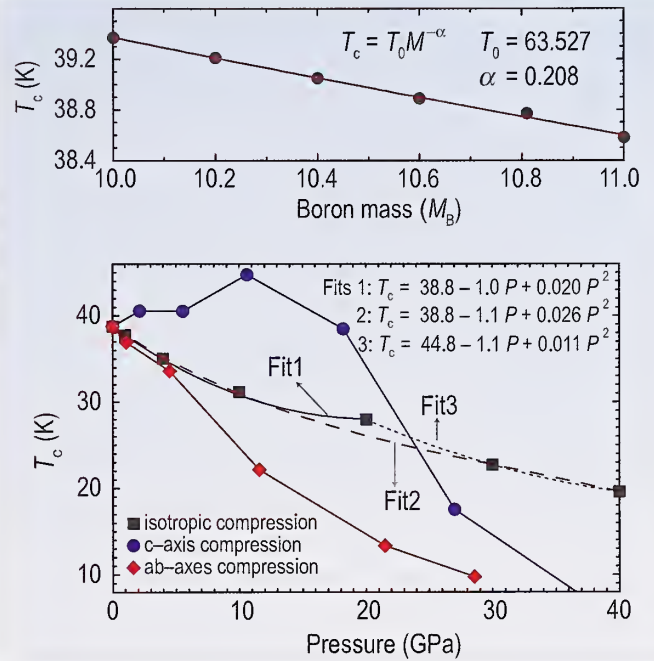 39.2
38.8
38.4
T_c (K)
T_c = T_0 M^{−α} T_0 = 63.527
α = 0.208
10.0 10.2 10.4 10.6 10.8 11.0
Boron mass (M_B)
40
30
20
10
T_c (K)
Fits 1: T_c = 38.8 – 1.0 P + 0.020 P^2
2: T_c = 38.8 – 1.1 P + 0.026 P^2
3: T_c = 44.8 – 1.1 P + 0.011 P^2
Fit1
Fit3
Fit2
isotropic compression
c–axis compression
ab–axes compression
0 10 20 30 40
Pressure (GPa)